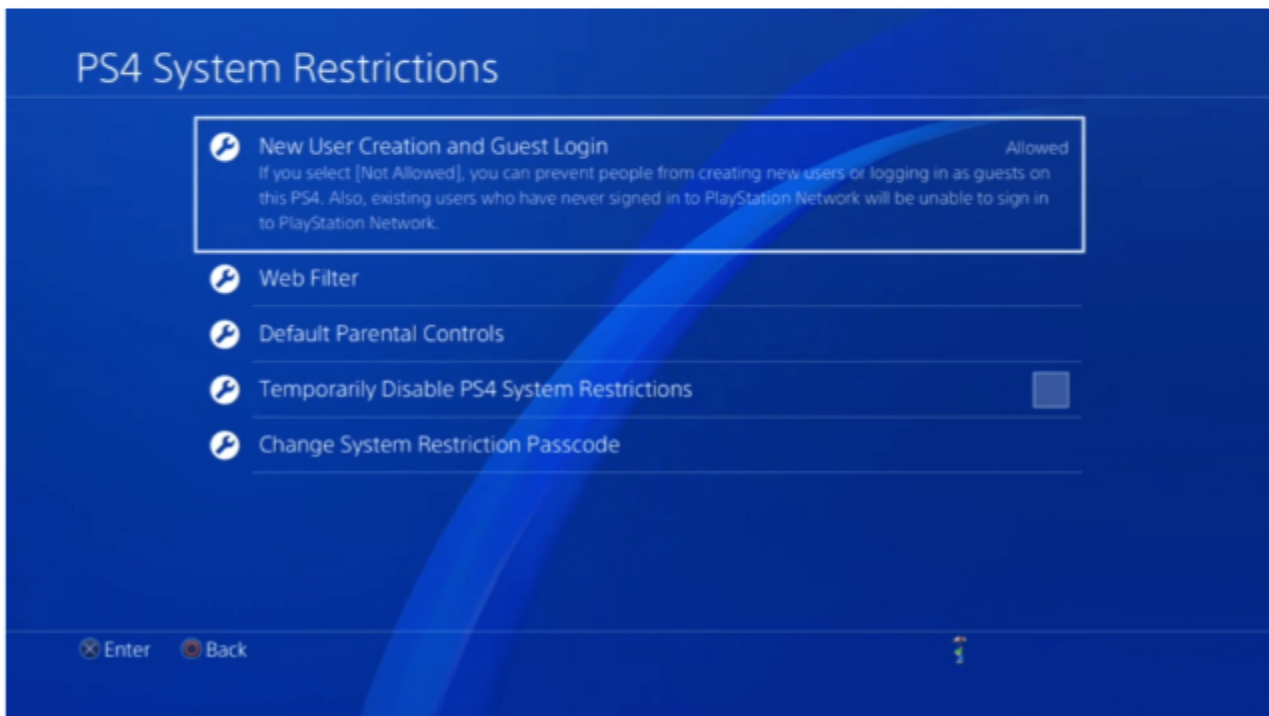 PS4 System Restrictions
New User Creation and Guest Login
Allowed
If you select [Not Allowed], you can prevent people from creating new users or logging in as guests on
this PS4. Also, existing users who have never signed in to PlayStation Network will be unable to sign in
to PlayStation Network.
Web Filter
Default Parental Controls
Temporarily Disable PS4 System Restrictions
Change System Restriction Passcode
Enter
Back